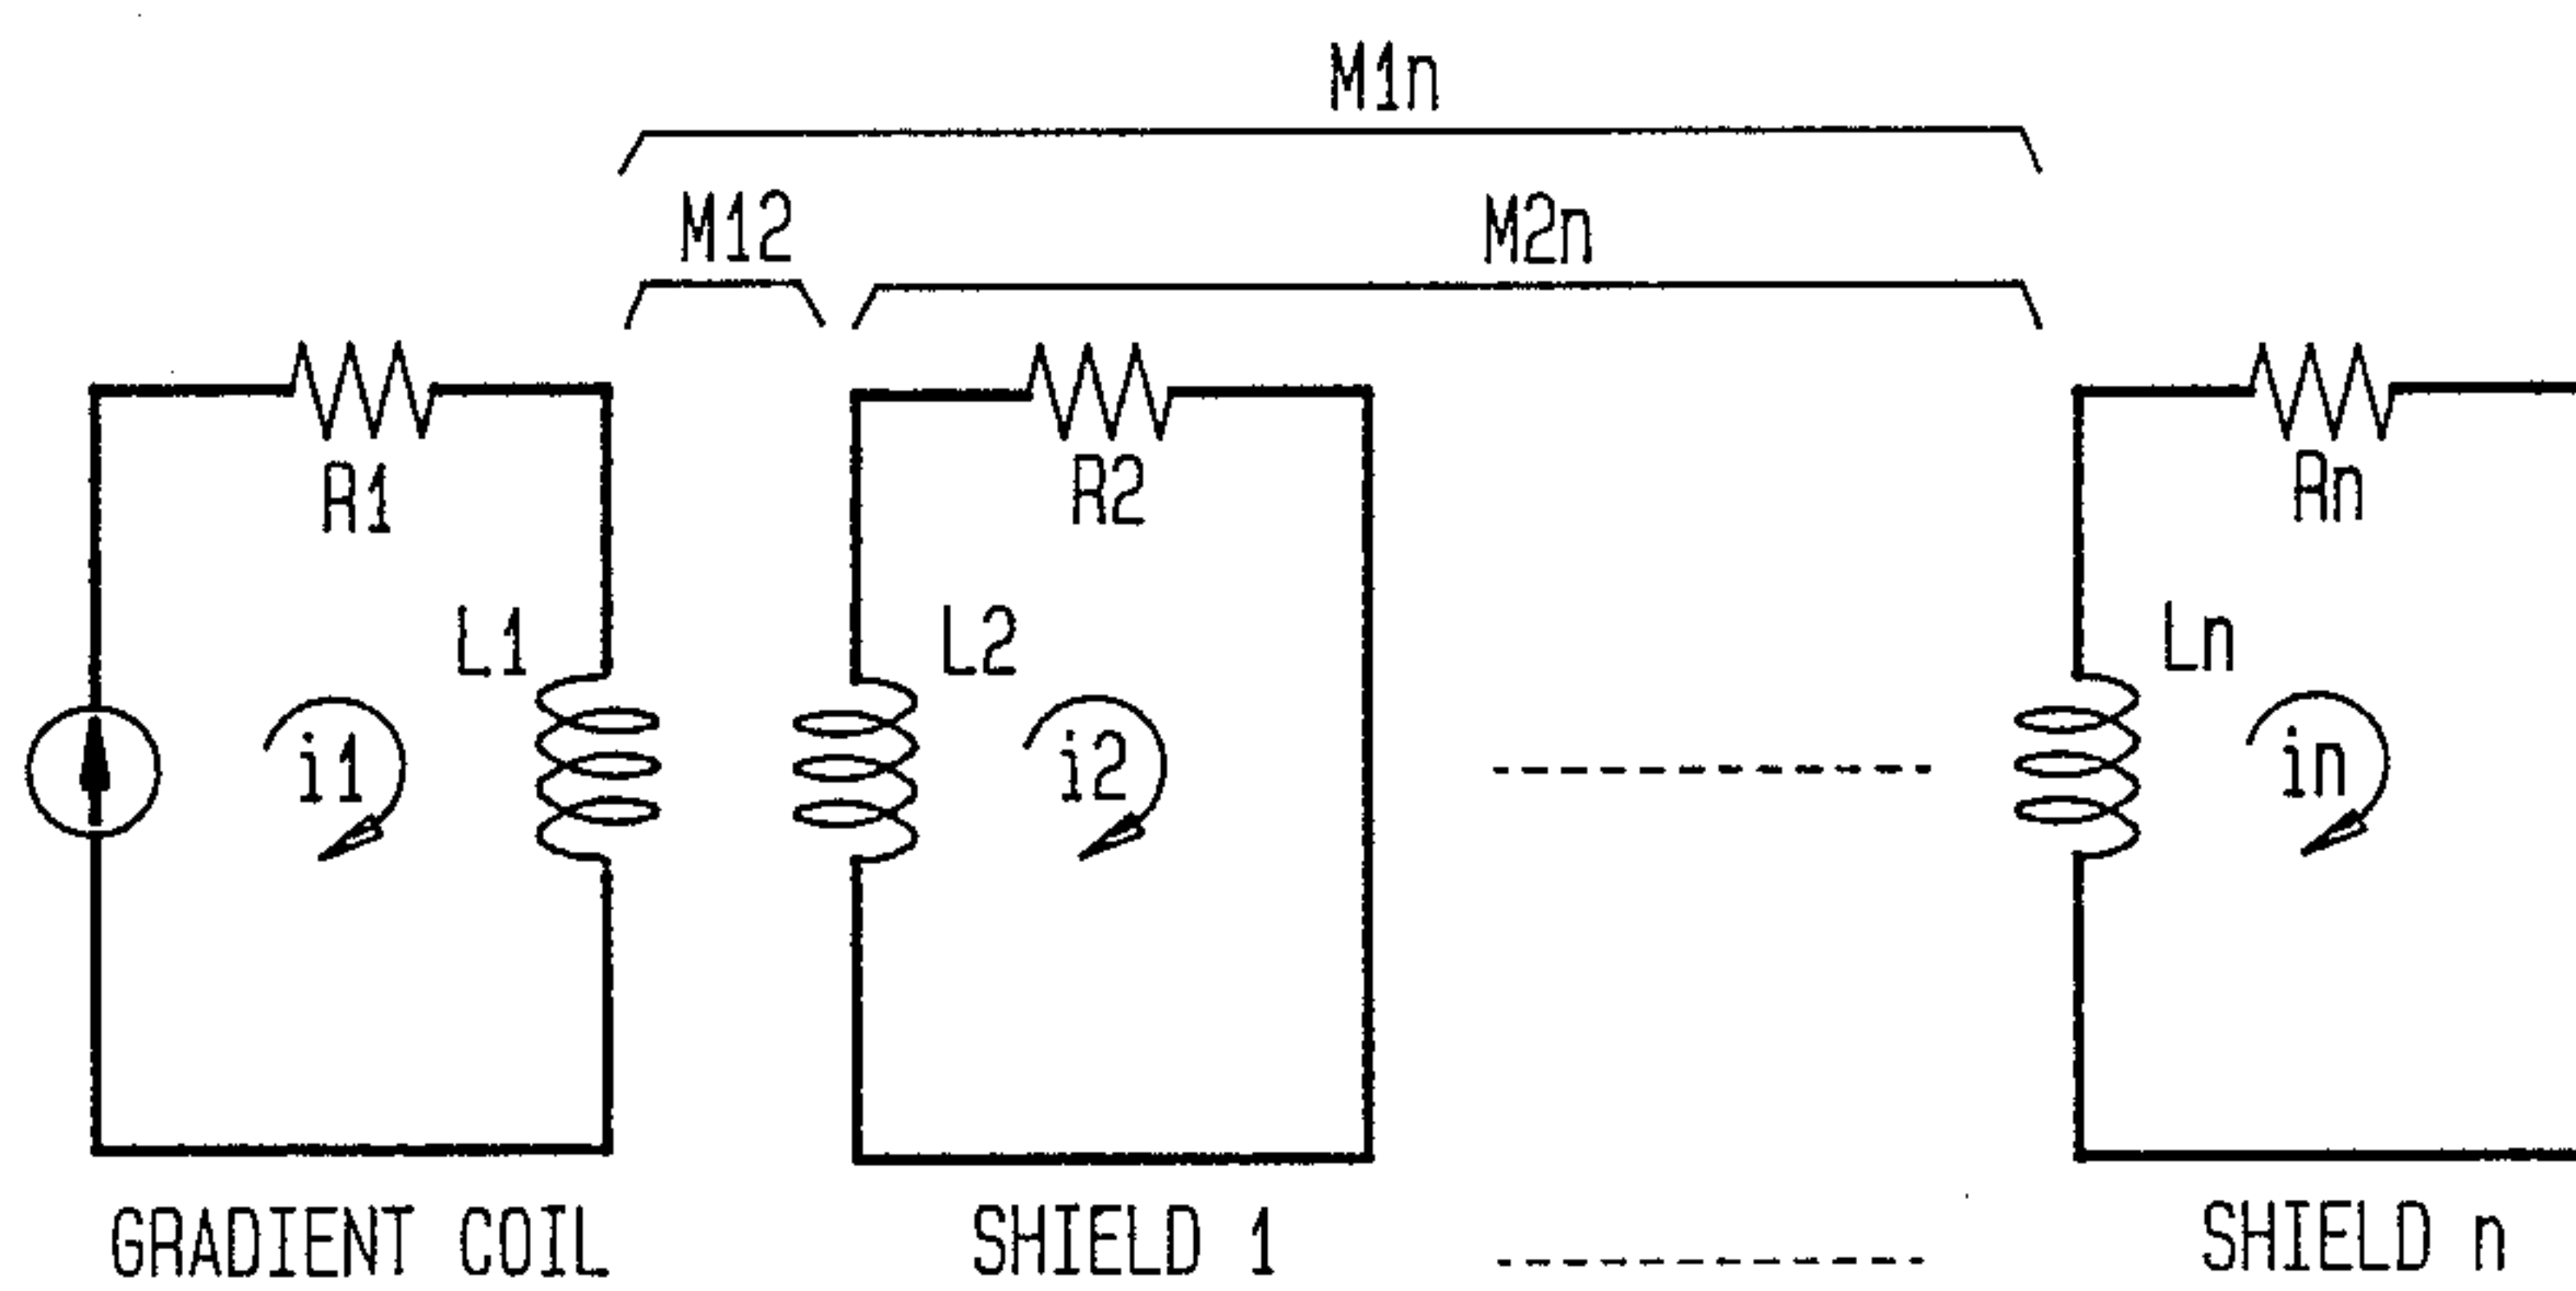 M1n
M12 M2n
R1 R2 Rn
L1 L2 Ln
i1 i2 in
GRADIENT COIL SHIELD 1 SHIELD n